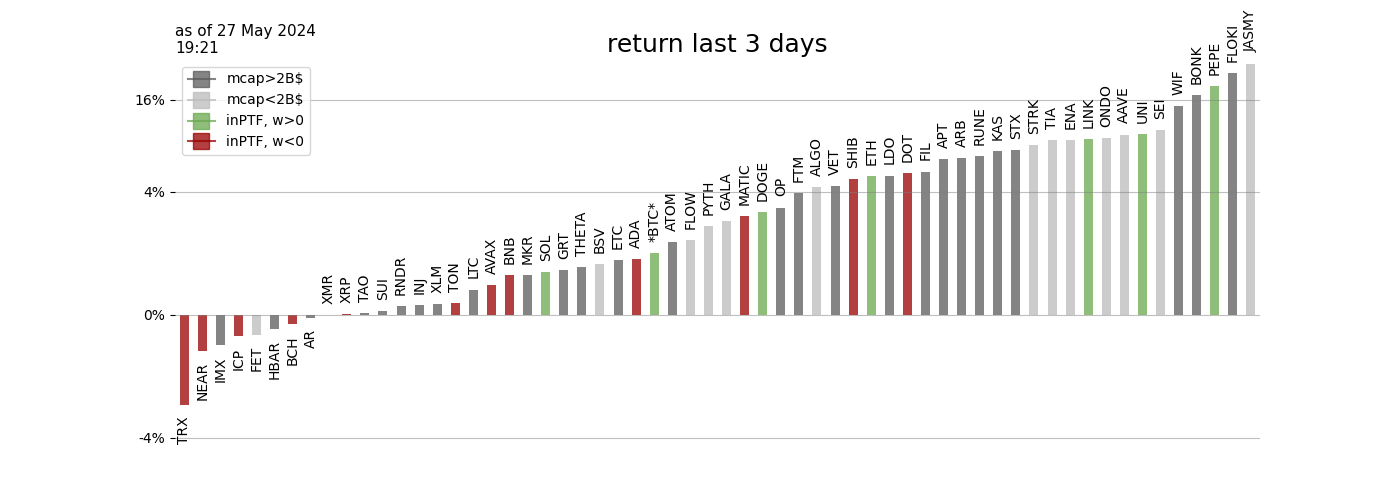 as of 27 May 2024
19:21
return last 3 days
mcap>2B$
mcap<2B$
inPTF, w>0
inPTF, w<0
16%
4%
0%
-4%
TRX
NEAR
IMX
ICP
FET
HBAR
BCH
AR
XMR
XRP
TAO
SUI
RNDR
INJ
XLM
TON
LTC
AVAX
BNB
MKR
SOL
GRT
THETA
BSV
ETC
ADA
*BTC*
ATOM
FLOW
PYTH
GALA
MATIC
DOGE
OP
FTM
ALGO
VET
SHIB
ETH
LDO
DOT
FIL
APT
ARB
RUNE
KAS
STX
STRK
TIA
ENA
LINK
ONDO
AAVE
UNI
SEI
WIF
BONK
PEPE
FLOKI
JASMY